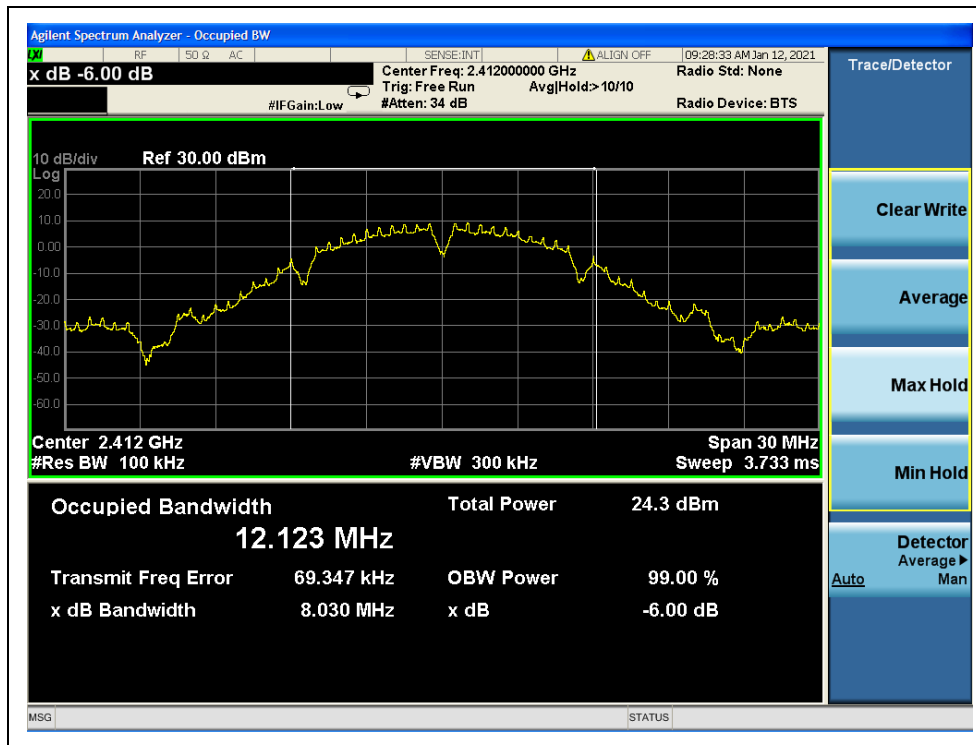 Agilent Spectrum Analyzer - Occupied BW
LXI RF 50 Ω AC SENSE:INT ALIGN OFF 09:28:33 AM Jan 12, 2021
x dB -6.00 dB
Center Freq: 2.412000000 GHz Radio Std: None
Trig: Free Run Avg|Hold:> 10/10
#IFGain:Low #Atten: 34 dB Radio Device: BTS
10 dB/div Ref 30.00 dBm
Log
20.0
10.0
0.00
-10.0
-20.0
-30.0
-40.0
-50.0
-60.0
Center 2.412 GHz Span 30 MHz
#Res BW 100 kHz #VBW 300 kHz Sweep 3.733 ms
Occupied Bandwidth Total Power 24.3 dBm
12.123 MHz
Transmit Freq Error 69.347 kHz OBW Power 99.00 %
x dB Bandwidth 8.030 MHz x dB -6.00 dB
MSG STATUS
Trace/Detector
Clear Write
Average
Max Hold
Min Hold
Detector
Average▶
Auto Man